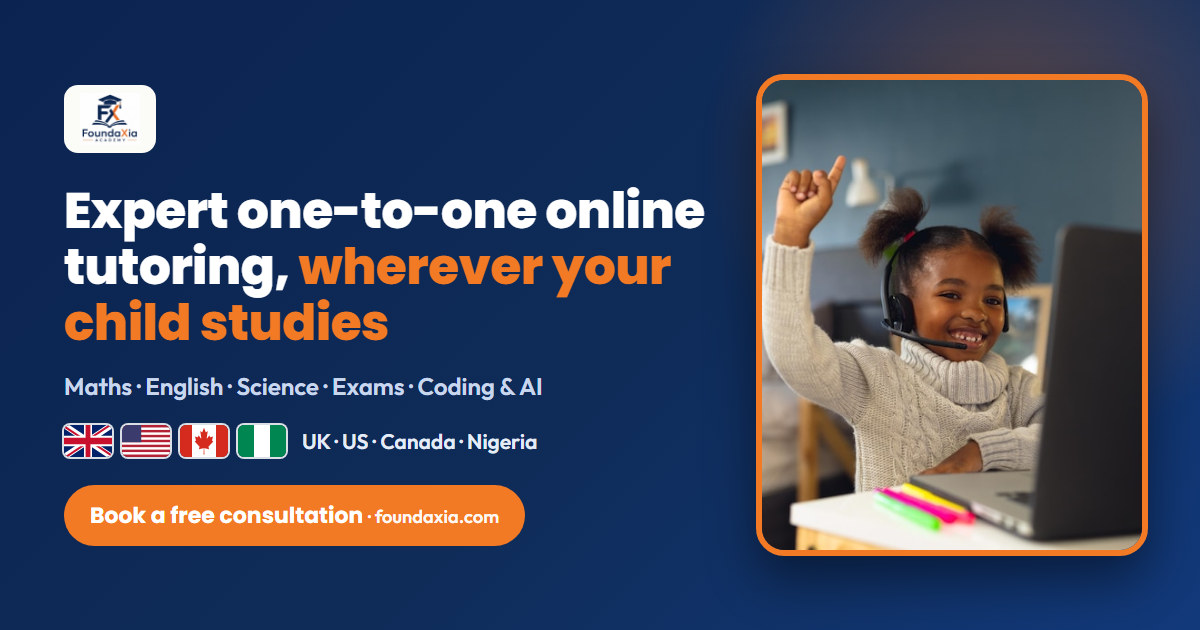 FX
FoundaXia
ACADEMY
Expert one-to-one online
tutoring, wherever your
child studies
Maths · English · Science · Exams · Coding & AI
UK · US · Canada · Nigeria
Book a free consultation · foundaxia.com